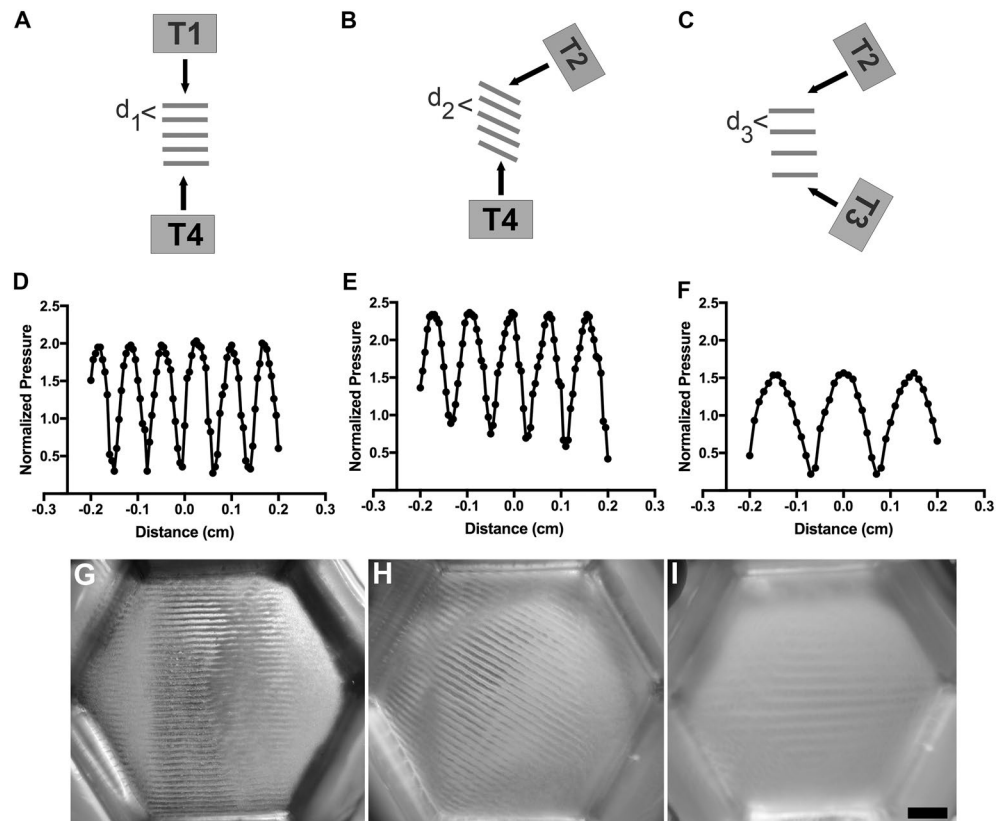 A
T1
d1<
T4
B
T2
d2<
T4
C
T2
d3<
T3
D
Normalized Pressure
2.5
2.0
1.5
1.0
0.5
-0.3 -0.2 -0.1 0.0 0.1 0.2 0.3
Distance (cm)
E
Normalized Pressure
2.5
2.0
1.5
1.0
0.5
-0.3 -0.2 -0.1 0.0 0.1 0.2 0.3
Distance (cm)
F
Normalized Pressure
2.5
2.0
1.5
1.0
0.5
-0.3 -0.2 -0.1 0.0 0.1 0.2 0.3
Distance (cm)
G
H
I